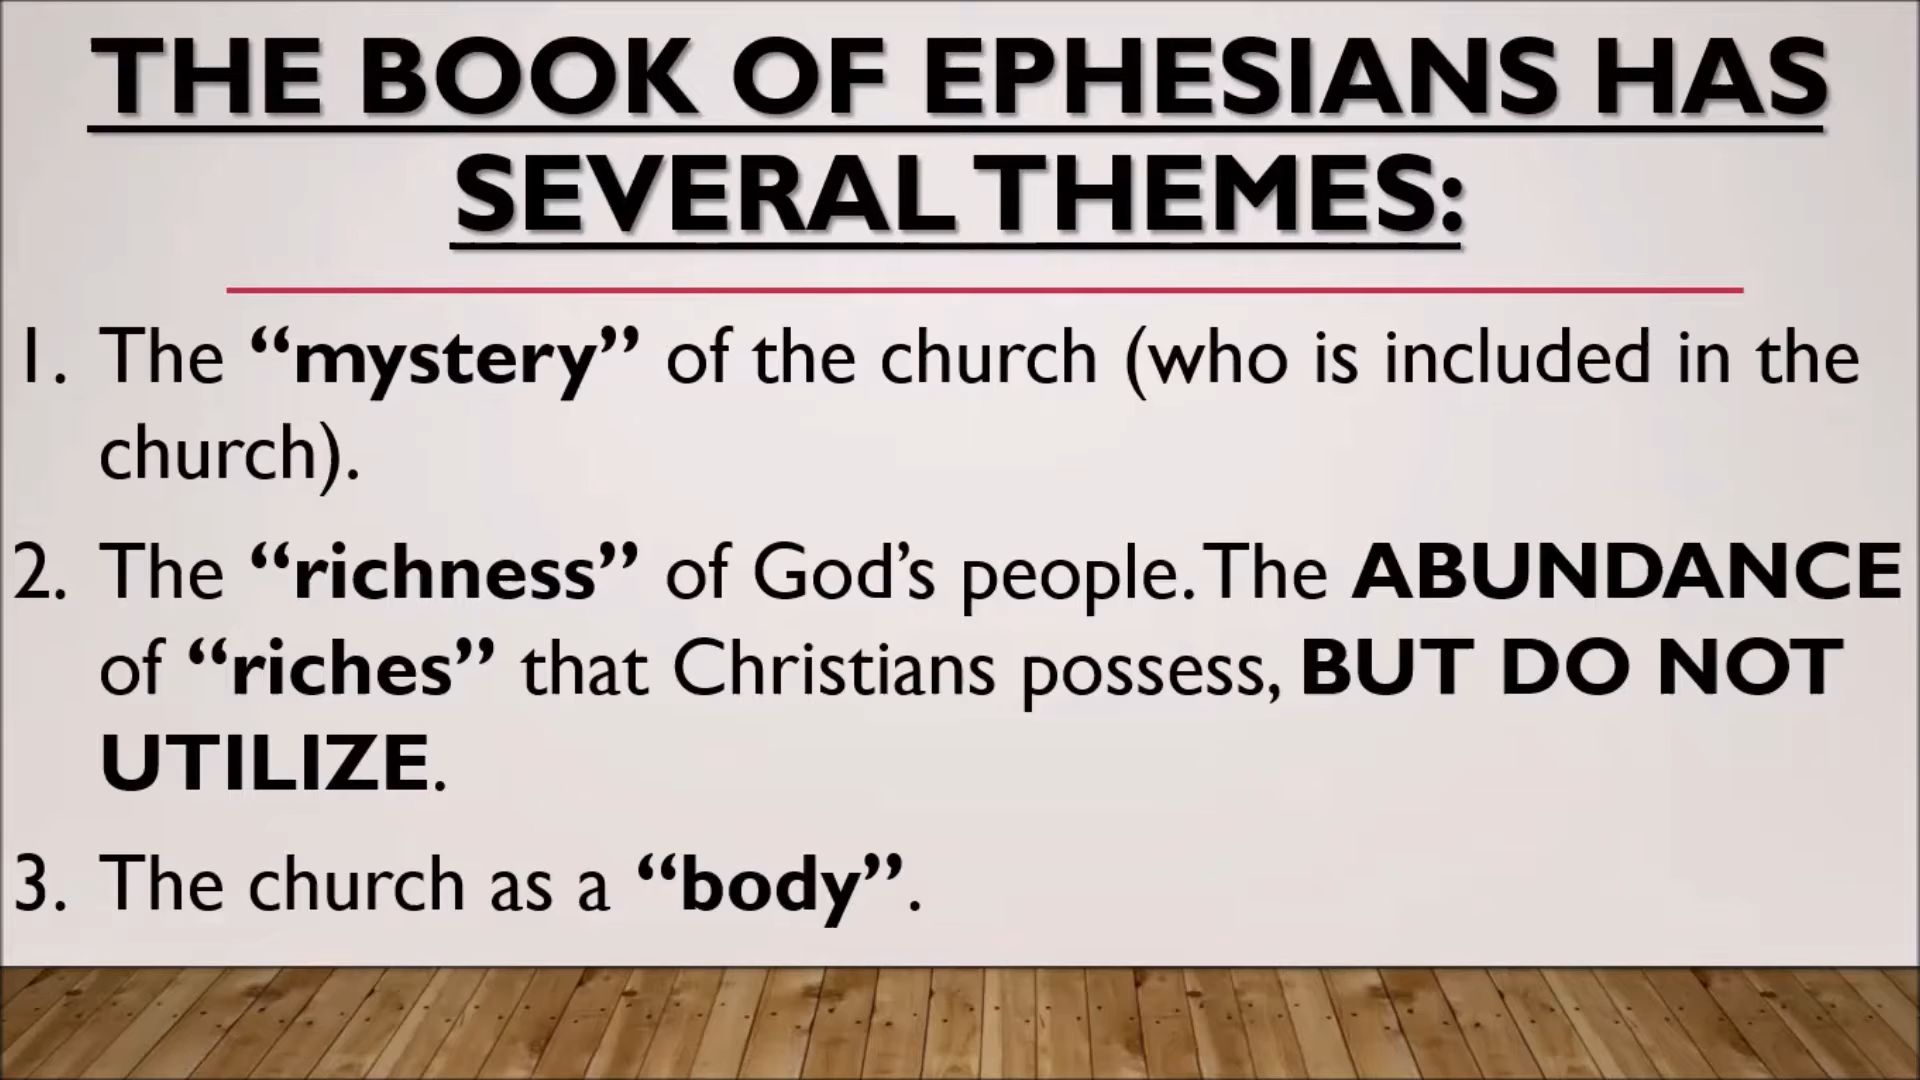 THE BOOK OF EPHESIANS HAS
SEVERAL THEMES:
1. The “mystery” of the church (who is included in the
church).
2. The “richness” of God’s people. The ABUNDANCE
of “riches” that Christians possess, BUT DO NOT
UTILIZE.
3. The church as a “body”.